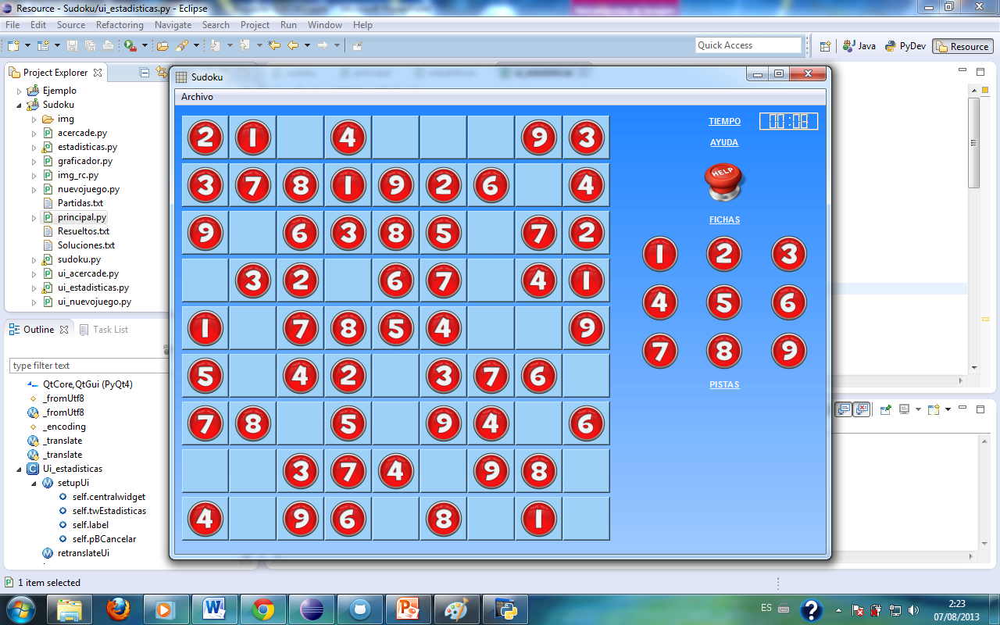 Resource - Sudoku/ui_estadisticas.py - Eclipse
File Edit Source Refactoring Navigate Search Project Run Window Help
Quick Access
Java PyDev Resource
Project Explorer
Ejemplo
Sudoku
img
acercade.py
estadisticas.py
graficador.py
img_rc.py
nuevojuego.py
Partidas.txt
principal.py
Resueltos.txt
Soluciones.txt
sudoku.py
ui_acercade.py
ui_estadisticas.py
ui_nuevojuego.py
Outline Task List
type filter text
QtCore,QtGui (PyQt4)
_fromUtf8
_fromUtf8
_encoding
_translate
_translate
Ui_estadisticas
setupUi
self.centralwidget
self.twEstadisticas
self.label
self.pBCancelar
retranslateUi
Sudoku
Archivo
2 1 4 9 3
3 7 8 1 9 2 6 4
9 6 3 8 5 7 2
3 2 6 7 4 1
1 7 8 5 4 9
5 4 2 3 7 6
7 8 5 9 4 6
3 7 4 9 8
4 9 6 8 1
TIEMPO 00:08
AYUDA
HELP
FICHAS
1 2 3
4 5 6
7 8 9
PISTAS
1 item selected
ES
2:23
07/08/2013